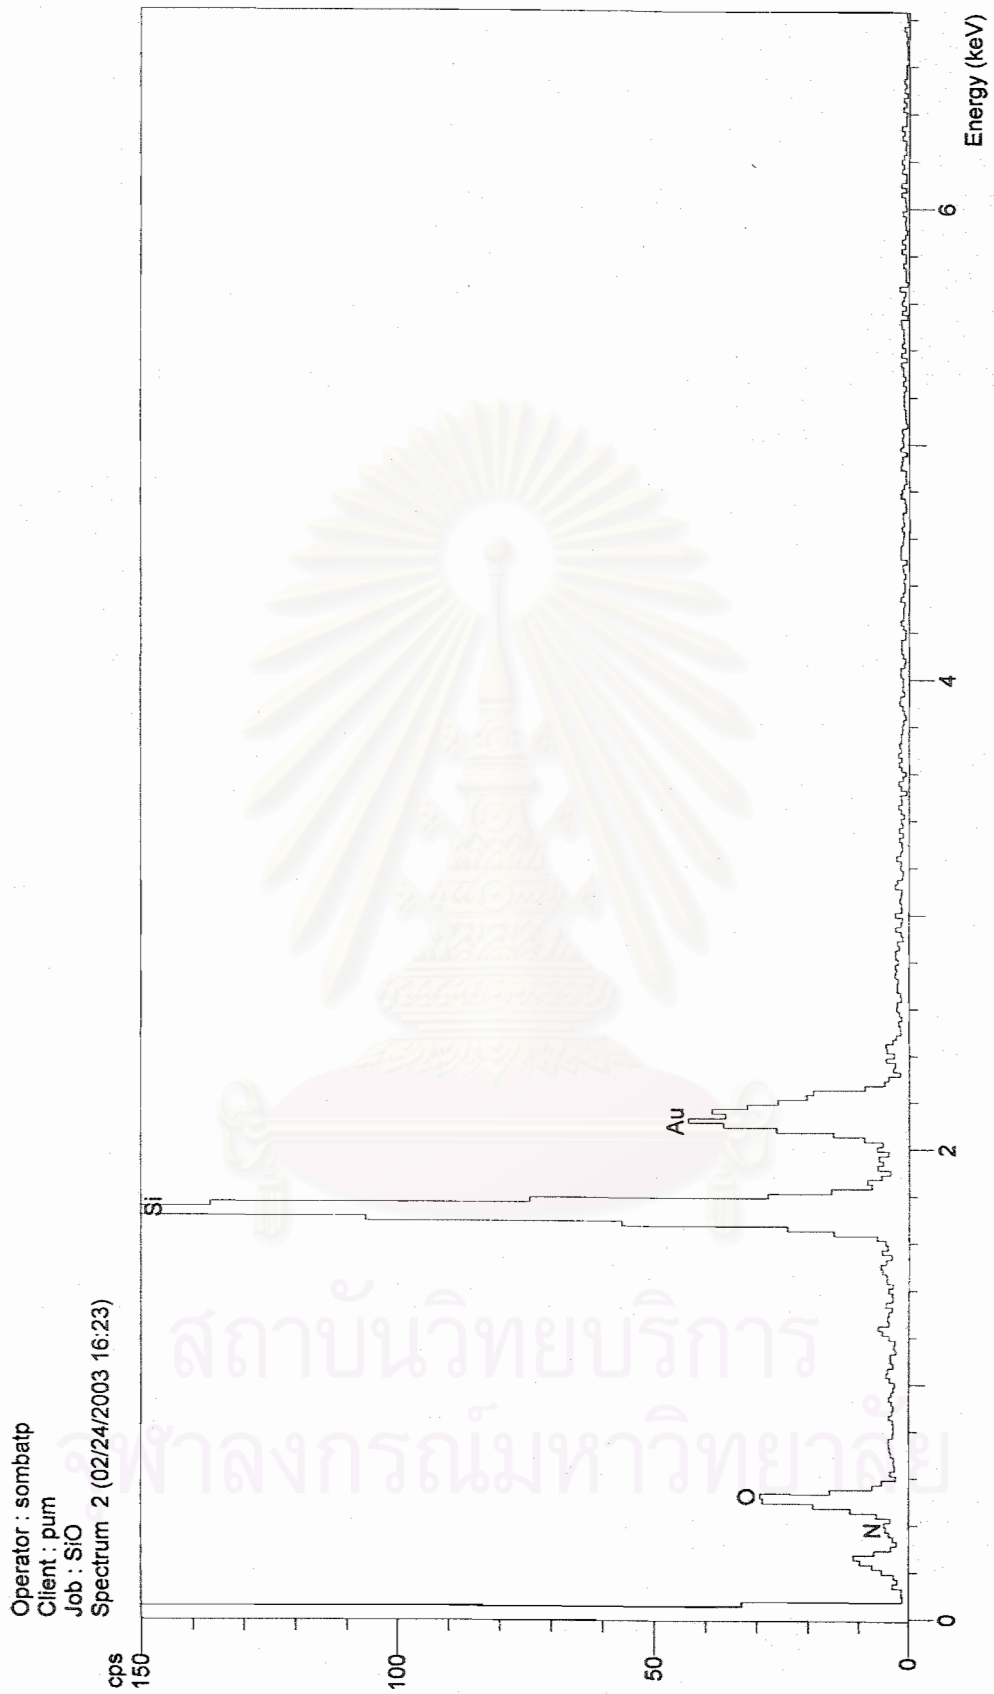 Operator : sombatp
Client : pum
Job : SiO
Spectrum 2 (02/24/2003 16:23)
cps
150
100
50
0
Si
Au
O
N
0
2
4
6
Energy (keV)
สถาบันวิทยบริการ
จุฬาลงกรณ์มหาวิทยาลัย